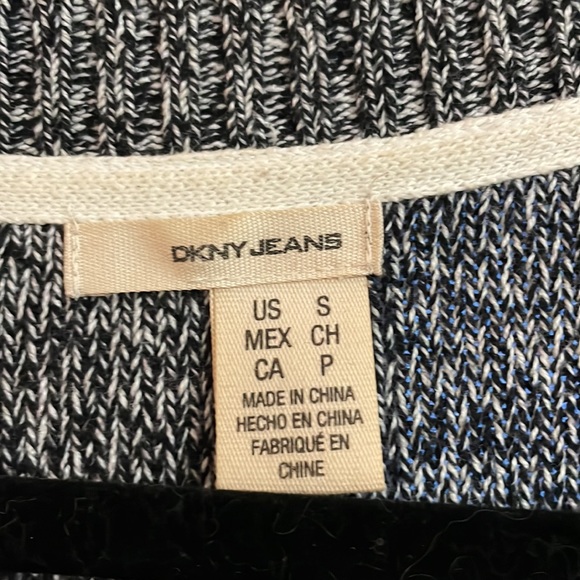 DKNY JEANS
US S
MEX CH
CA P
MADE IN CHINA
HECHO EN CHINA
FABRIQUÉ EN
CHINE